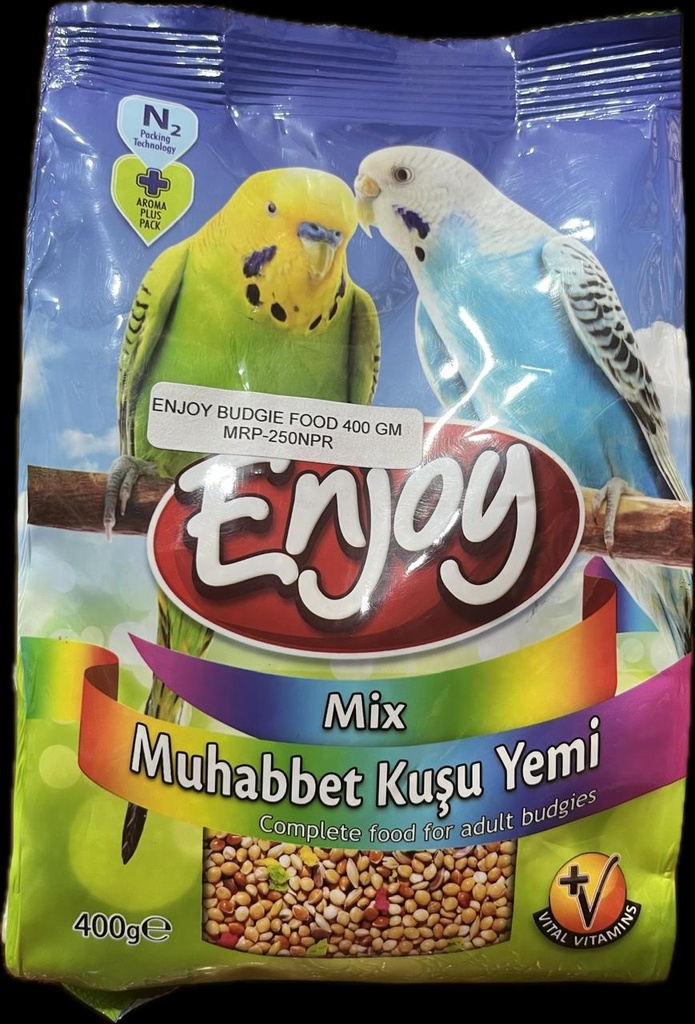 N2
Packing
Technology
AROMA
PLUS
PACK
ENJOY BUDGIE FOOD 400 GM
MRP-250NPR
Enjoy
Mix
Muhabbet Kuşu Yemi
Complete food for adult budgies
400g℮
+V
VITAL VITAMINS